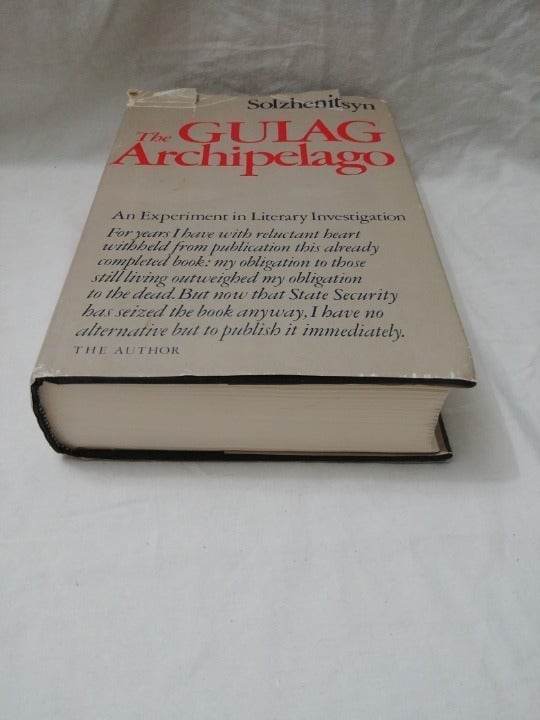 Solzhenitsyn
The GULAG
Archipelago
An Experiment in Literary Investigation
For years I have with reluctant heart
withheld from publication this already
completed book: my obligation to those
still living outweighed my obligation
to the dead. But now that State Security
has seized the book anyway, I have no
alternative but to publish it immediately.
THE AUTHOR